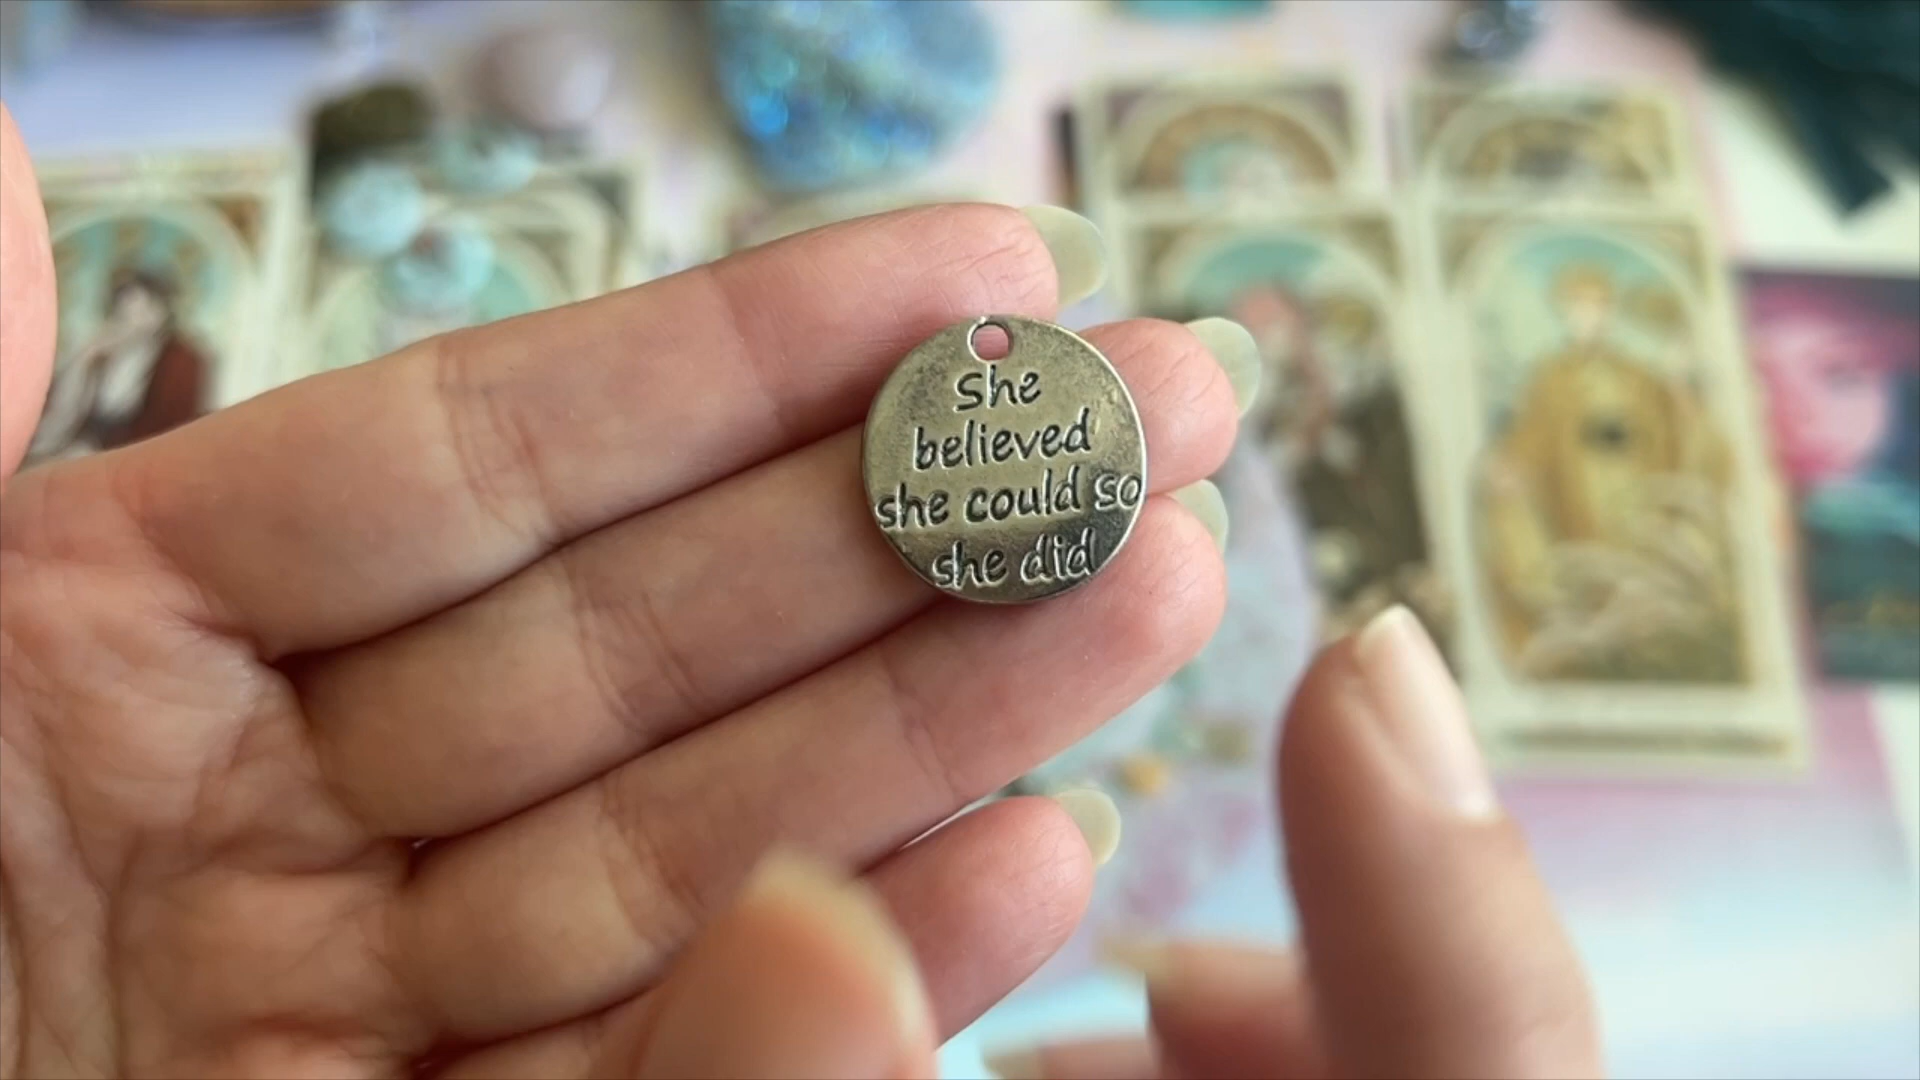 She
believed
she could so
she did